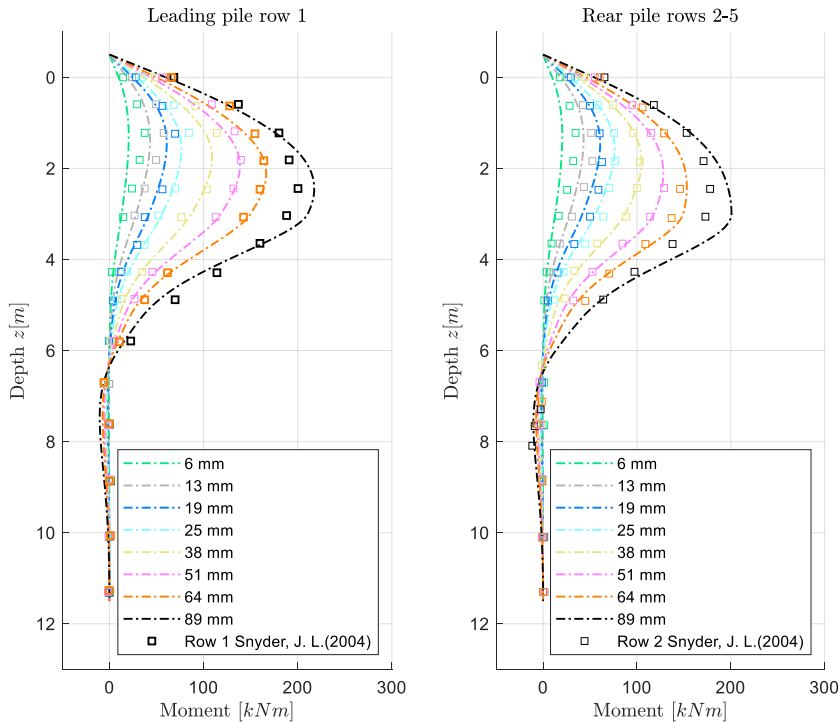 Leading pile row 1
0
2
4
6
8
10
12
Depth z[m]
0
100
200
300
Moment [kNm]
6 mm
13 mm
19 mm
25 mm
38 mm
51 mm
64 mm
89 mm
Row 1 Snyder, J. L.(2004)
Rear pile rows 2-5
0
2
4
6
8
10
12
Depth z[m]
0
100
200
300
Moment [kNm]
6 mm
13 mm
19 mm
25 mm
38 mm
51 mm
64 mm
89 mm
Row 2 Snyder, J. L.(2004)